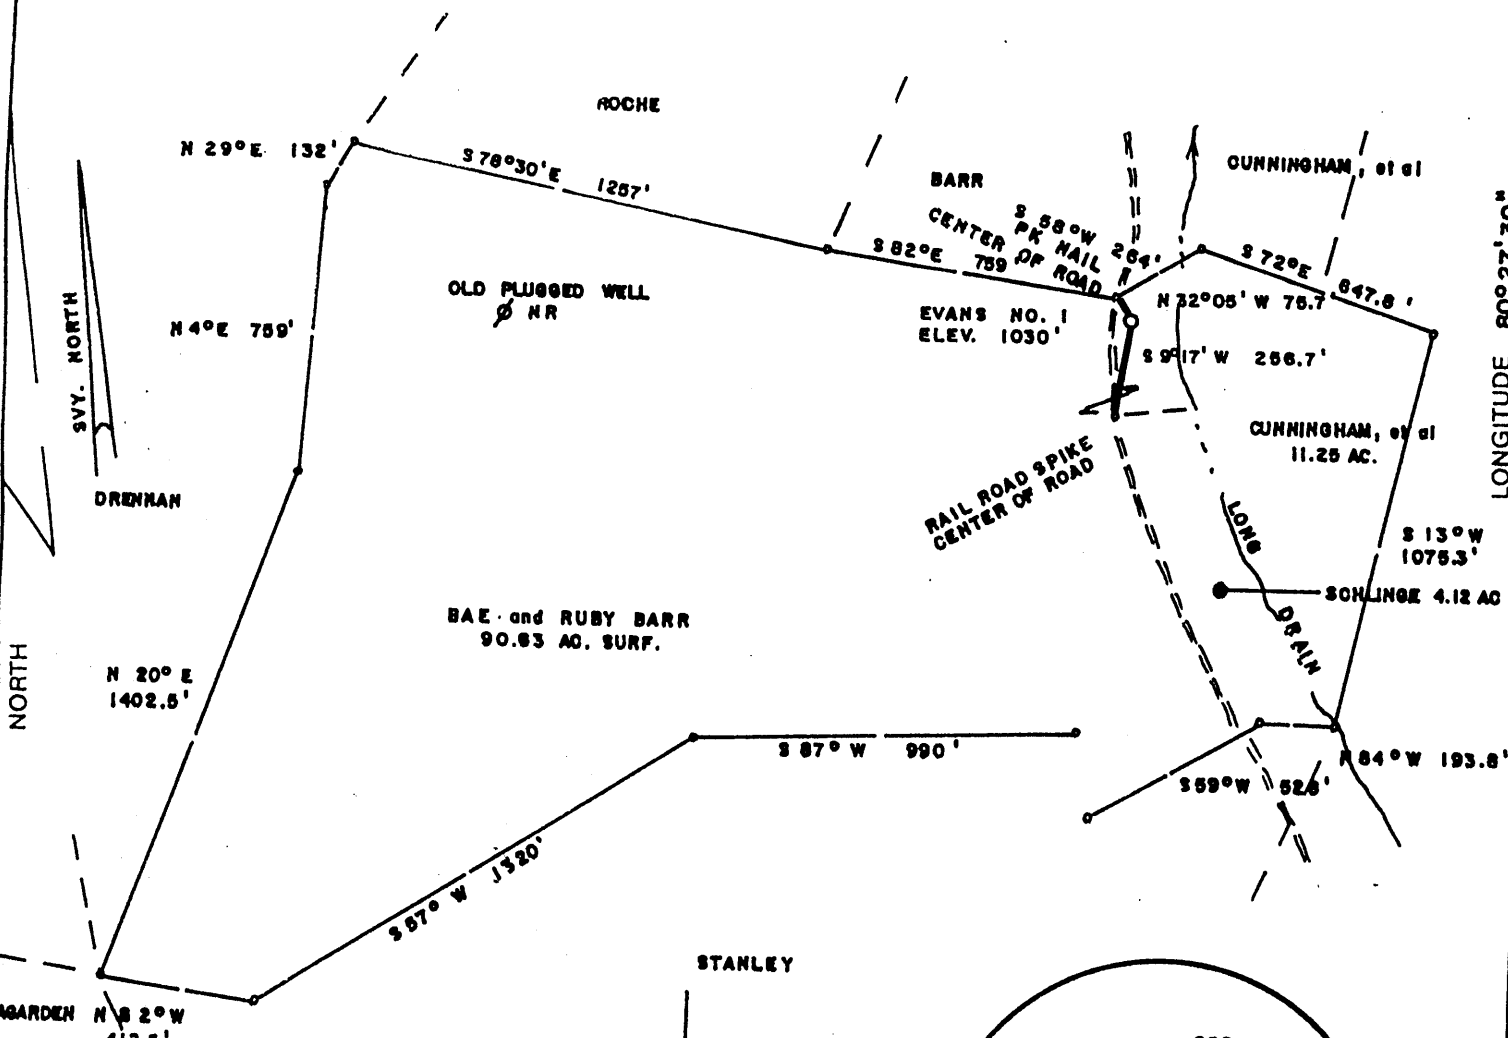 ROCHE
N 29°E 132'
S 78°30'E 1257'
BARR
CUNNINGHAM, et al
S 58°W 264'
PK NAIL
CENTER OF ROAD
S 82°E 759
S 72°E 647.6'
N 32°05' W 75.7'
OLD PLUGGED WELL
NR
EVANS NO. 1
ELEV. 1030'
N 4°E 759'
S 9°17' W 256.7'
SVY. NORTH
LONGITUDE
CUNNINGHAM, et al
11.25 AC.
DRENNAN
RAIL ROAD SPIKE
CENTER OF ROAD
LONG DRAIN
S 13°W
1075.3'
SCHLINGE 4.12 AC
BAE and RUBY BARR
90.63 AC. SURF.
N 20° E
1402.5'
NORTH
S 87° W 990'
N 84°W 193.8'
S 59°W 528'
S 57° W 1320'
STANLEY
N 82°W